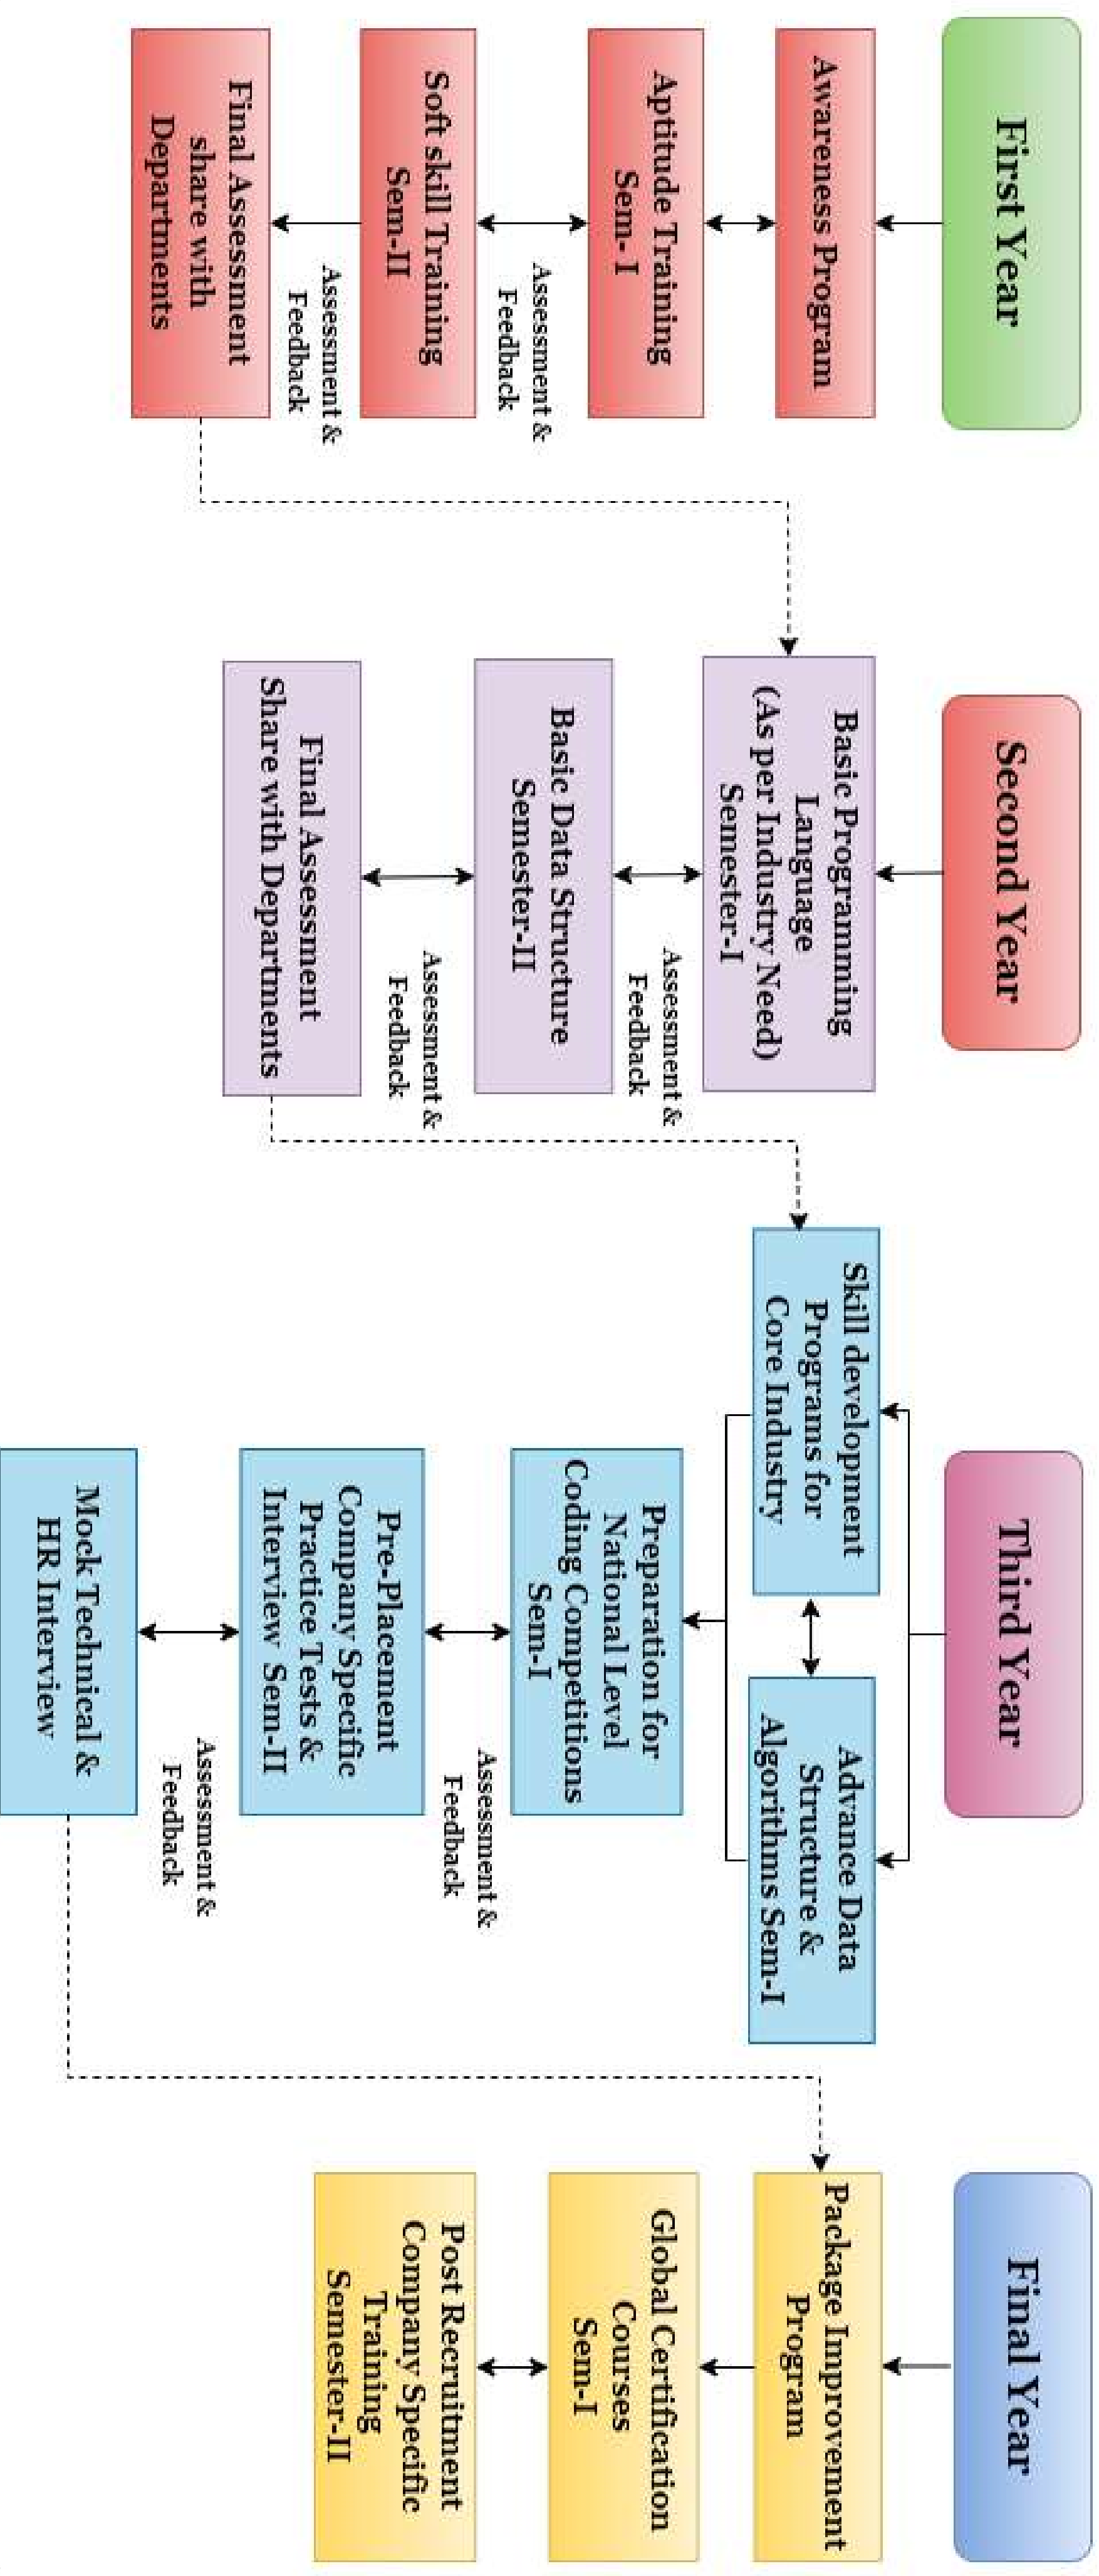 First Year
Awareness Program
Aptitude Training
Sem- I
Assessment &
Feedback
Soft skill Training
Sem-II
Assessment &
Feedback
Final Assessment
share with
Departments
Second Year
Basic Programming
Language
(As per Industry Need)
Semester-I
Assessment &
Feedback
Basic Data Structure
Semester-II
Assessment &
Feedback
Final Assessment
Share with Departments
Third Year
Skill development
Programs for
Core Industry
Advance Data
Structure &
Algorithms Sem-I
Preparation for
National Level
Coding Competitions
Sem-I
Assessment &
Feedback
Pre-Placement
Company Specific
Practice Tests &
Interview Sem-II
Assessment &
Feedback
Mock Technical &
HR Interview
Final Year
Package Improvement
Program
Global Certification
Courses
Sem-I
Post Recruitment
Company Specific
Training
Semester-II